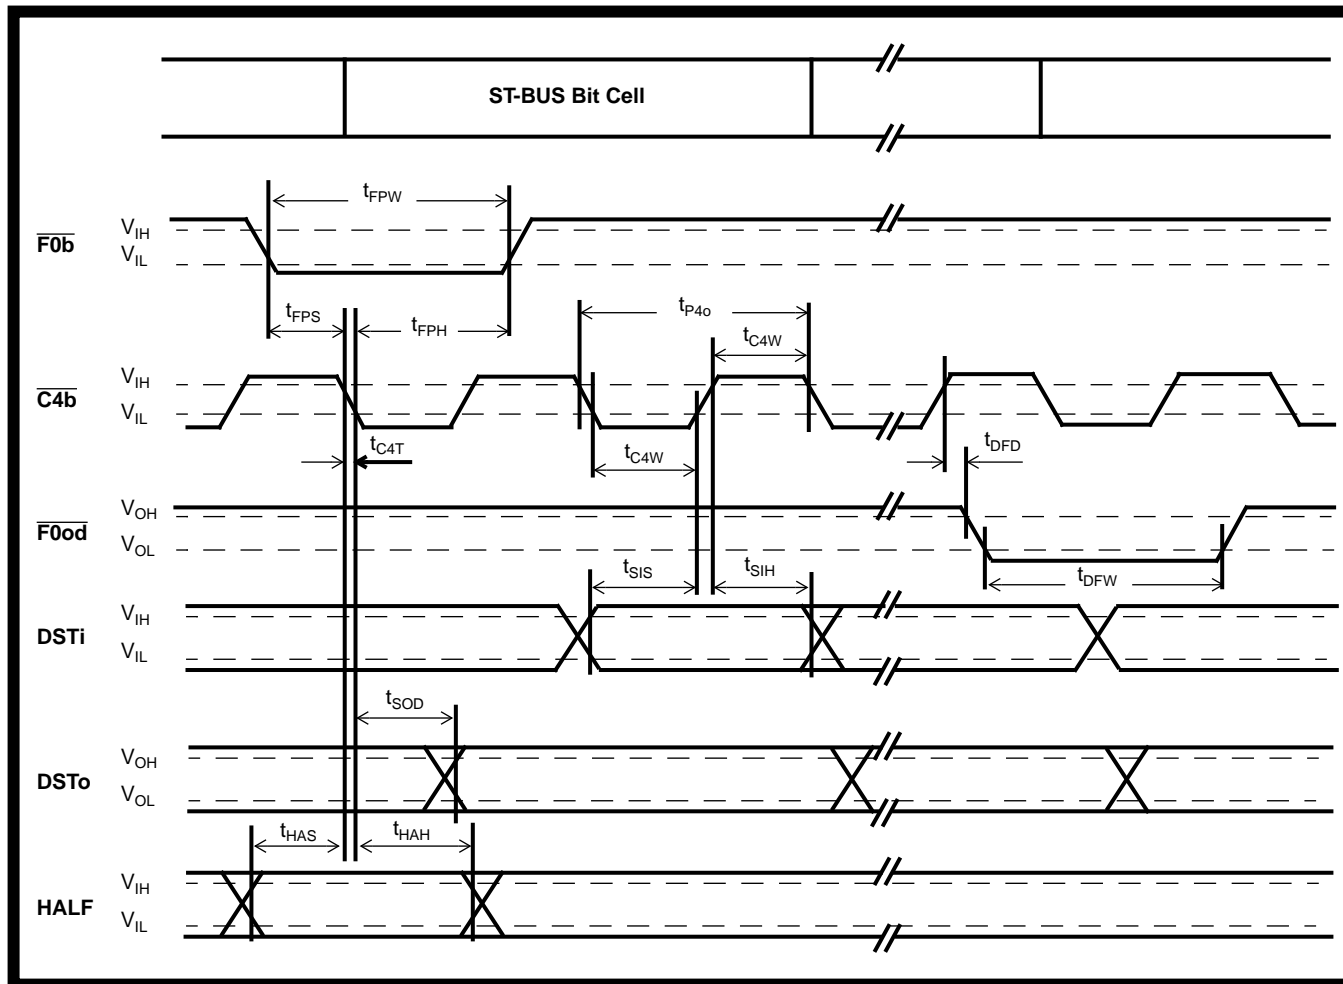 ST-BUS Bit Cell
tFPW
F0b
VIH
VIL
tFPS
tFPH
tP4o
tC4W
C4b
VIH
VIL
tC4T
tC4W
tDFD
F0od
VOH
VOL
tSIS
tSIH
tDFW
DSTi
VIH
VIL
tSOD
DSTo
VOH
VOL
tHAS
tHAH
HALF
VIH
VIL